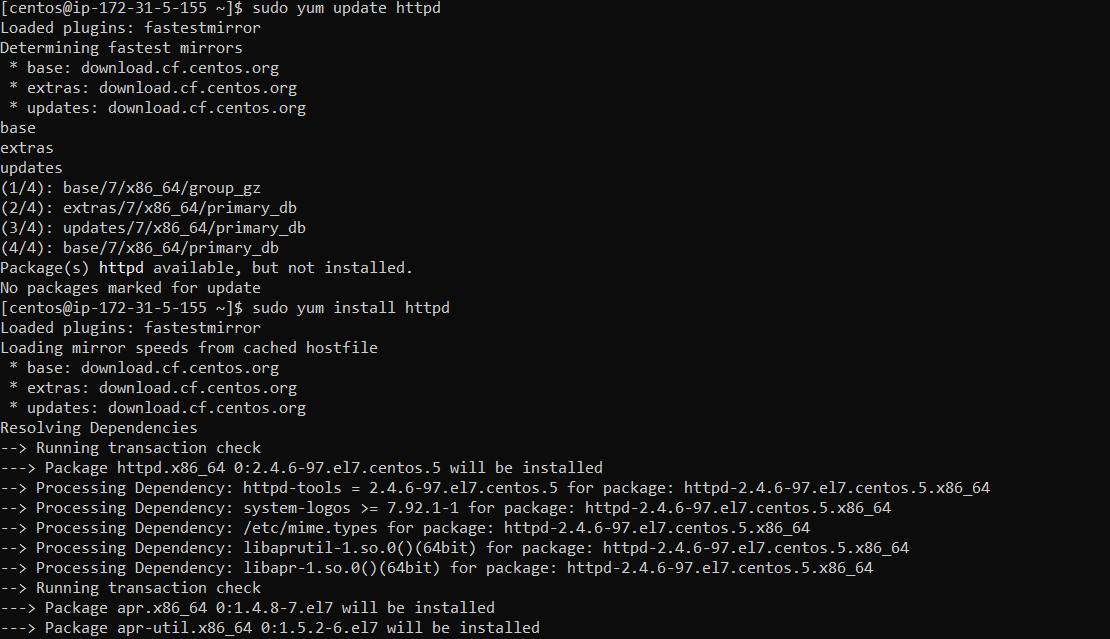 [centos@ip-172-31-5-155 ~]$ sudo yum update httpd
Loaded plugins: fastestmirror
Determining fastest mirrors
 * base: download.cf.centos.org
 * extras: download.cf.centos.org
 * updates: download.cf.centos.org
base
extras
updates
(1/4): base/7/x86_64/group_gz
(2/4): extras/7/x86_64/primary_db
(3/4): updates/7/x86_64/primary_db
(4/4): base/7/x86_64/primary_db
Package(s) httpd available, but not installed.
No packages marked for update
[centos@ip-172-31-5-155 ~]$ sudo yum install httpd
Loaded plugins: fastestmirror
Loading mirror speeds from cached hostfile
 * base: download.cf.centos.org
 * extras: download.cf.centos.org
 * updates: download.cf.centos.org
Resolving Dependencies
--> Running transaction check
---> Package httpd.x86_64 0:2.4.6-97.el7.centos.5 will be installed
--> Processing Dependency: httpd-tools = 2.4.6-97.el7.centos.5 for package: httpd-2.4.6-97.el7.centos.5.x86_64
--> Processing Dependency: system-logos >= 7.92.1-1 for package: httpd-2.4.6-97.el7.centos.5.x86_64
--> Processing Dependency: /etc/mime.types for package: httpd-2.4.6-97.el7.centos.5.x86_64
--> Processing Dependency: libaprutil-1.so.0()(64bit) for package: httpd-2.4.6-97.el7.centos.5.x86_64
--> Processing Dependency: libapr-1.so.0()(64bit) for package: httpd-2.4.6-97.el7.centos.5.x86_64
--> Running transaction check
---> Package apr.x86_64 0:1.4.8-7.el7 will be installed
---> Package apr-util.x86_64 0:1.5.2-6.el7 will be installed